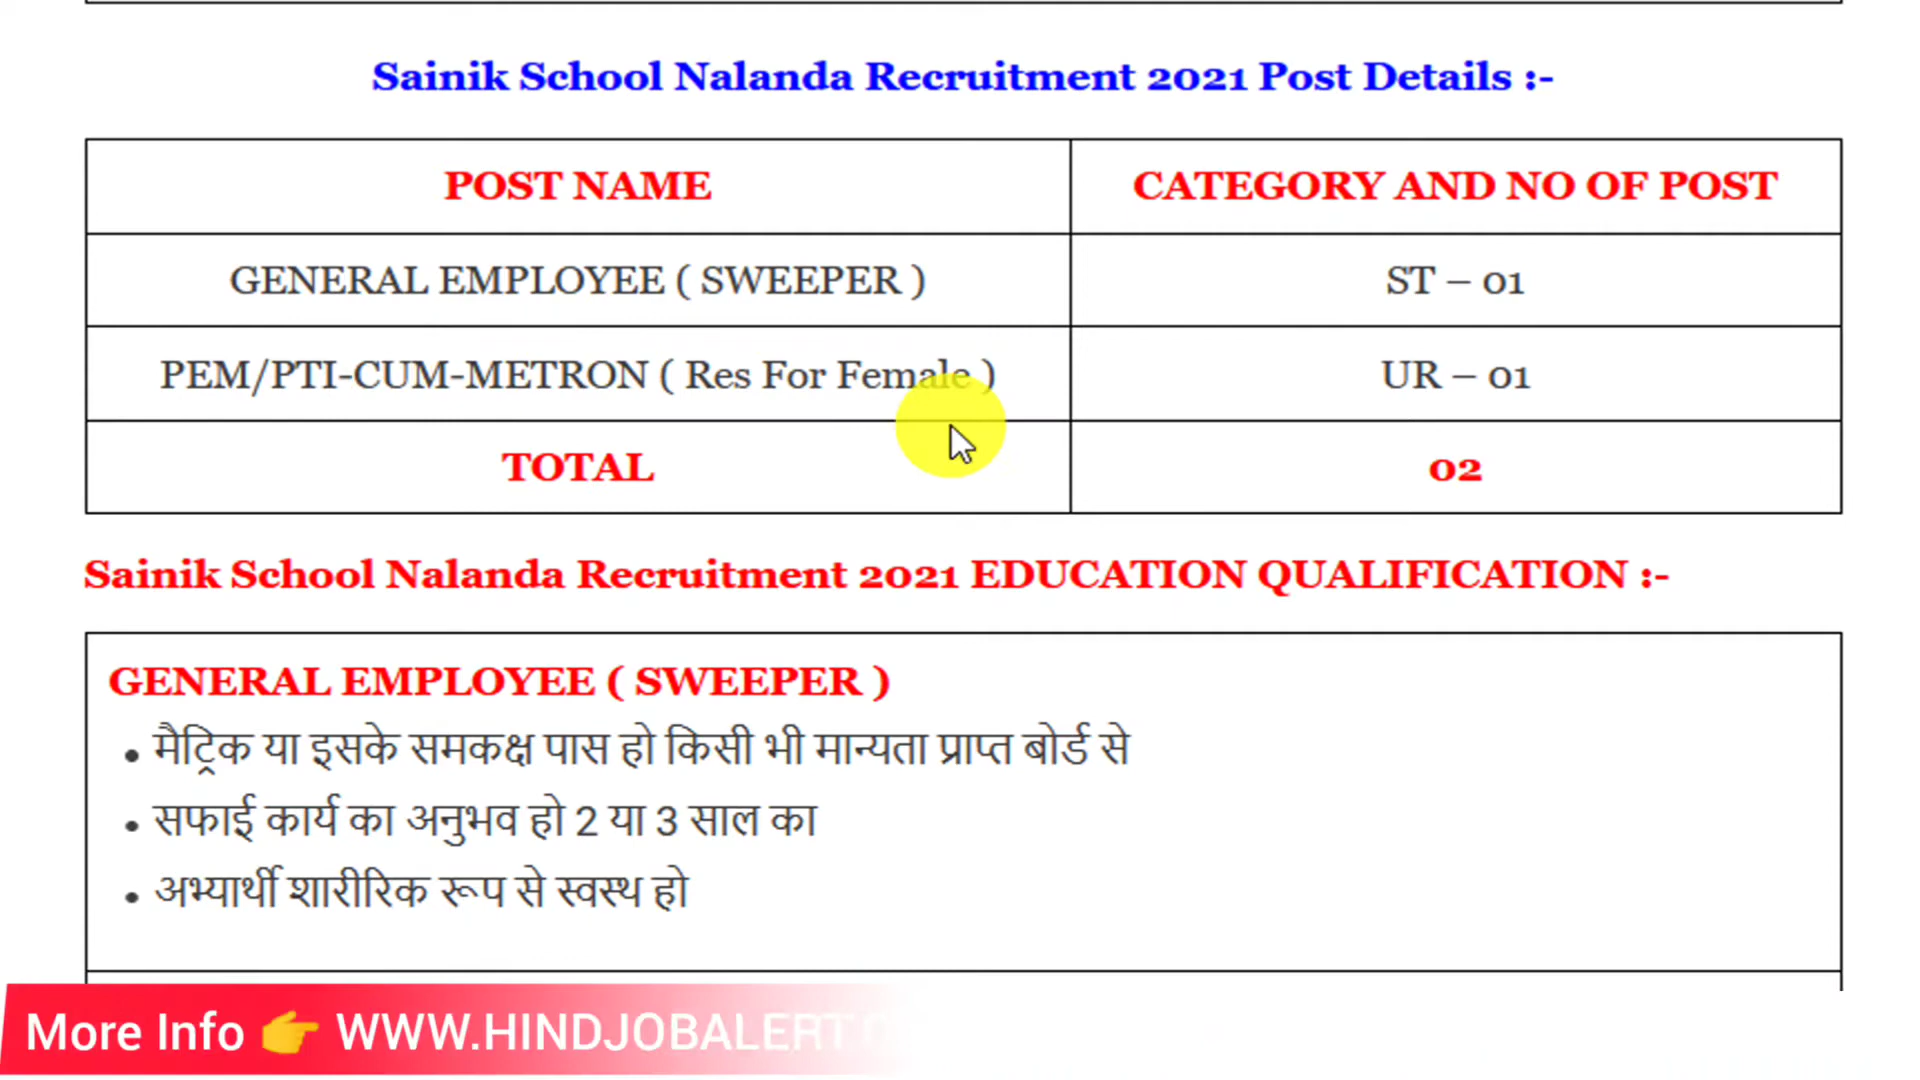 Sainik School Nalanda Recruitment 2021 Post Details :-
POST NAME
CATEGORY AND NO OF POST
GENERAL EMPLOYEE ( SWEEPER )
ST – 01
PEM/PTI-CUM-METRON ( Res For Female )
UR – 01
TOTAL
02
Sainik School Nalanda Recruitment 2021 EDUCATION QUALIFICATION :-
GENERAL EMPLOYEE ( SWEEPER )
• मैट्रिक या इसके समकक्ष पास हो किसी भी मान्यता प्राप्त बोर्ड से
• सफाई कार्य का अनुभव हो 2 या 3 साल का
• अभ्यार्थी शारीरिक रूप से स्वस्थ हो
More Info 👉 WWW.HINDJOBALERT.